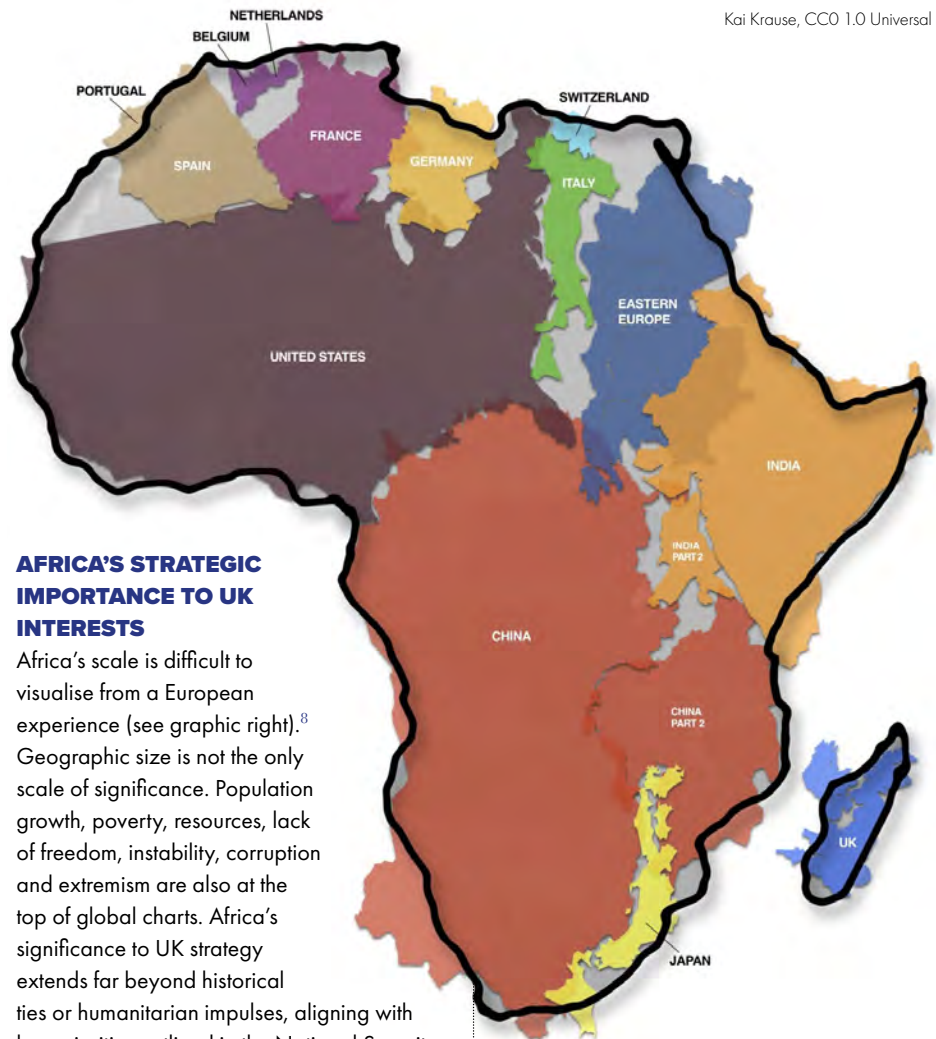 Kai Krause, CC0 1.0 Universal
NETHERLANDS
BELGIUM
PORTUGAL
SWITZERLAND
SPAIN
FRANCE
GERMANY
ITALY
EASTERN
EUROPE
UNITED STATES
INDIA
INDIA
PART 2
CHINA
CHINA
PART 2
UK
JAPAN
AFRICA’S STRATEGIC
IMPORTANCE TO UK
INTERESTS
Africa’s scale is difficult to
visualise from a European
experience (see graphic right).8
Geographic size is not the only
scale of significance. Population
growth, poverty, resources, lack
of freedom, instability, corruption
and extremism are also at the
top of global charts. Africa’s
significance to UK strategy
extends far beyond historical
ties or humanitarian impulses, aligning with